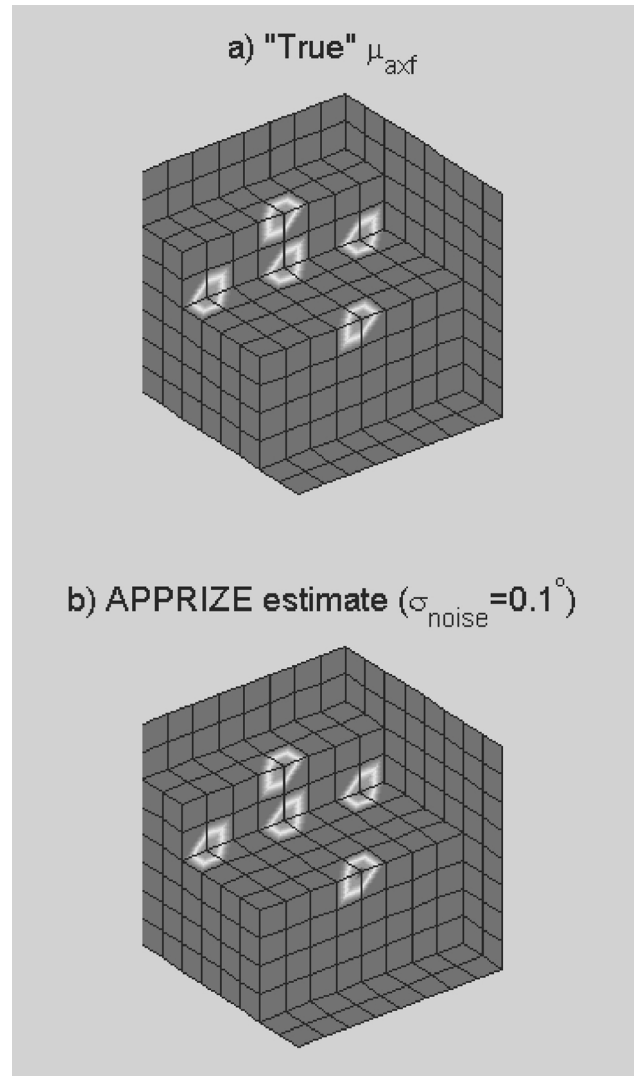 a) "True" μaxf
b) APPRIZE estimate (σnoise=0.1°)